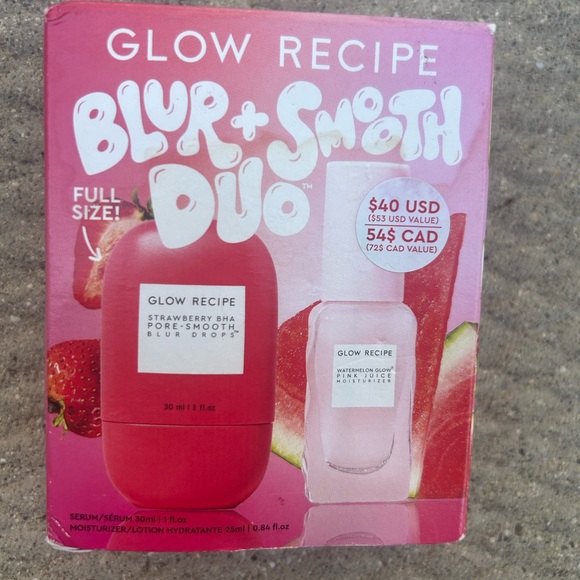 GLOW RECIPE
BLUR + SMOOTH
DUO™
FULL
SIZE!
$40 USD
($53 USD VALUE)
54$ CAD
(72$ CAD VALUE)
GLOW RECIPE
STRAWBERRY BHA
PORE-SMOOTH
BLUR DROPS™
30 ml | 1 fl.oz
GLOW RECIPE
WATERMELON GLOW®
PINK JUICE
MOISTURIZER
SERUM/SÉRUM 30ml | 1 fl.oz
MOISTURIZER/LOTION HYDRATANTE 25ml | 0.84 fl.oz